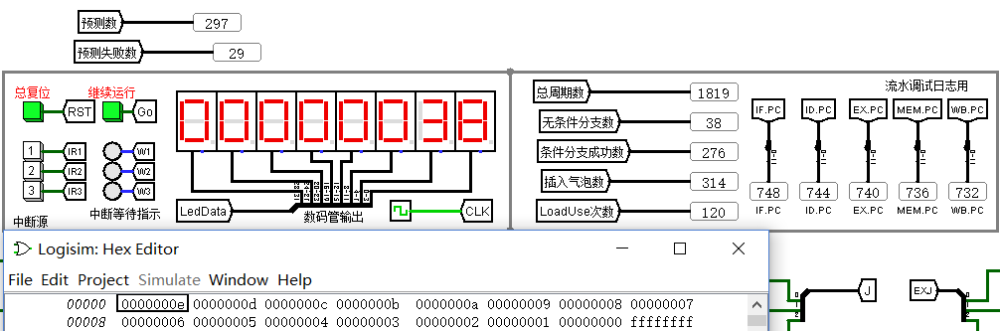 预测数 297
预测失败数 29
总复位 继续运行
RST Go
00000038
1 IR1 W1
2 IR2 W2
3 IR3 W3
中断源 中断等待指示
LedData 数码管输出 CLK
流水调试日志用
总周期数 1819
无条件分支数 38
条件分支成功数 276
插入气泡数 314
LoadUse次数 120
IF.PC ID.PC EX.PC MEM.PC WB.PC
748 744 740 736 732
IF.PC ID.PC EX.PC MEM.PC WB.PC
Logisim: Hex Editor
File Edit Project Simulate Window Help
00000 0000000e 0000000d 0000000c 0000000b 0000000a 00000009 00000008 00000007
00008 00000006 00000005 00000004 00000003 00000002 00000001 00000000 ffffffff
J EXJ